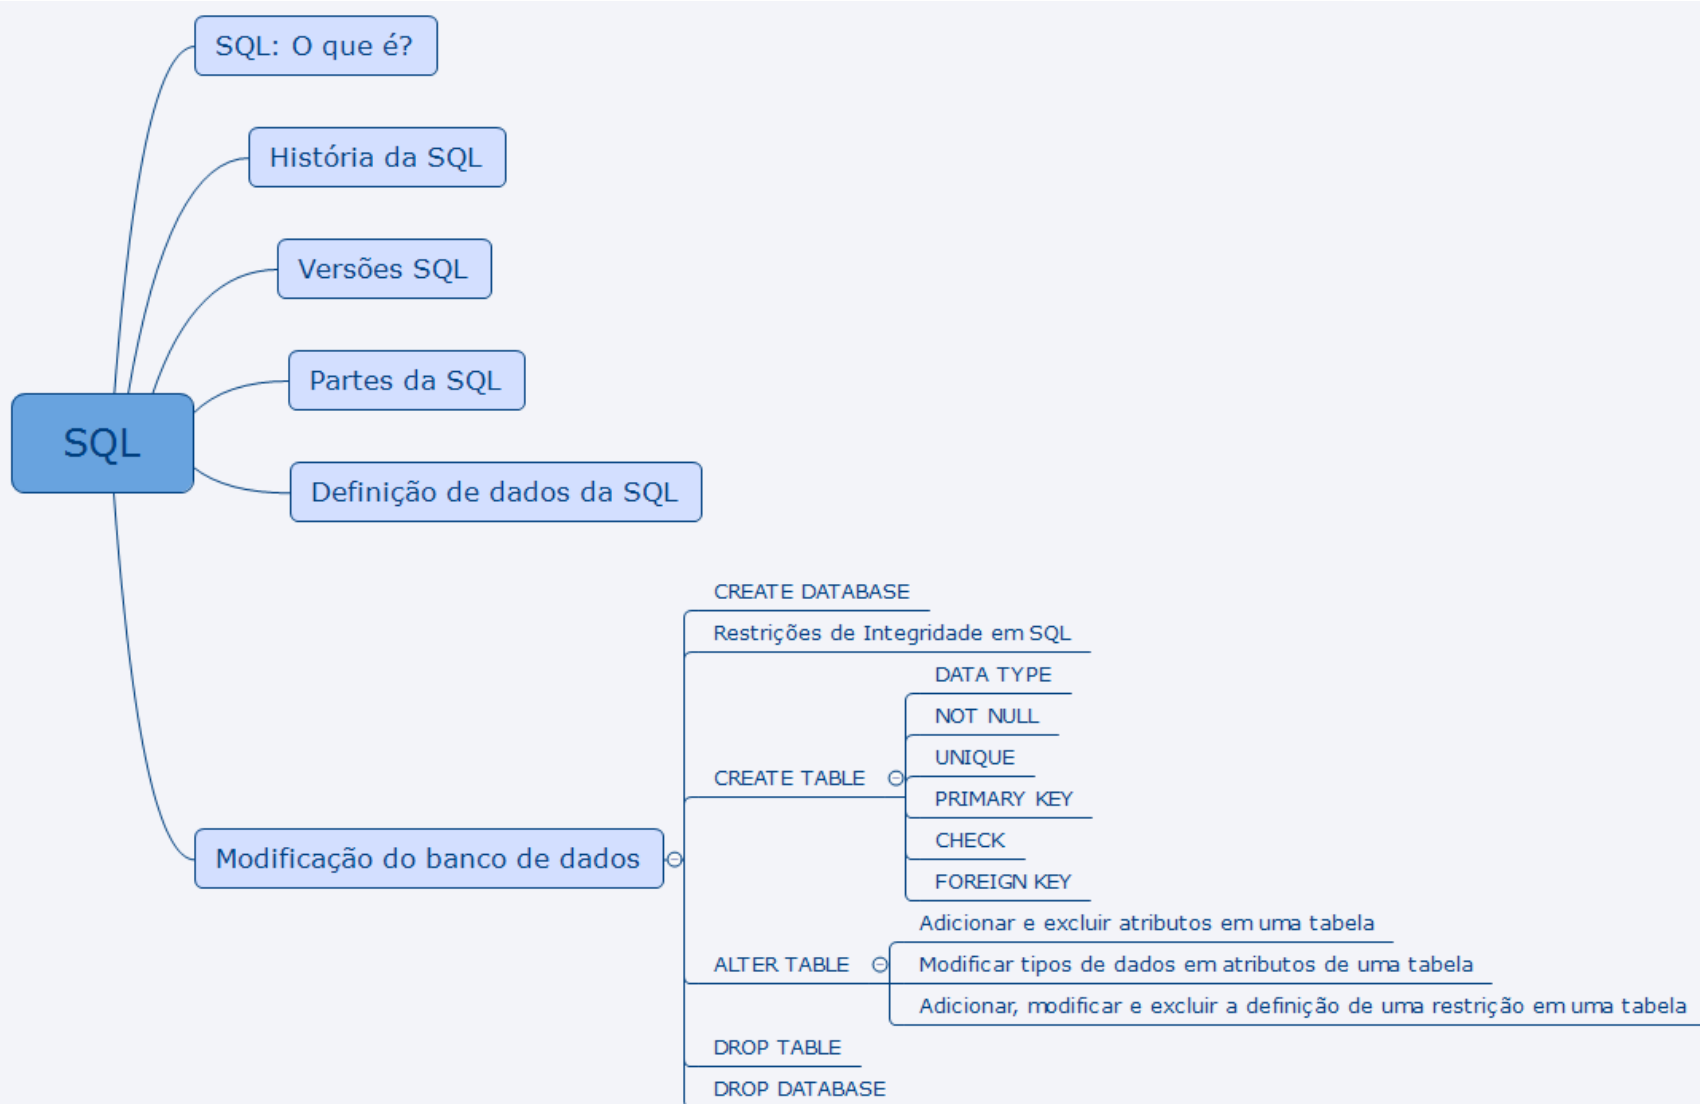 SQL: O que é?
História da SQL
Versões SQL
Partes da SQL
SQL
Definição de dados da SQL
Modificação do banco de dados
CREATE DATABASE
Restrições de Integridade em SQL
CREATE TABLE
DATA TYPE
NOT NULL
UNIQUE
PRIMARY KEY
CHECK
FOREIGN KEY
ALTER TABLE
Adicionar e excluir atributos em uma tabela
Modificar tipos de dados em atributos de uma tabela
Adicionar, modificar e excluir a definição de uma restrição em uma tabela
DROP TABLE
DROP DATABASE